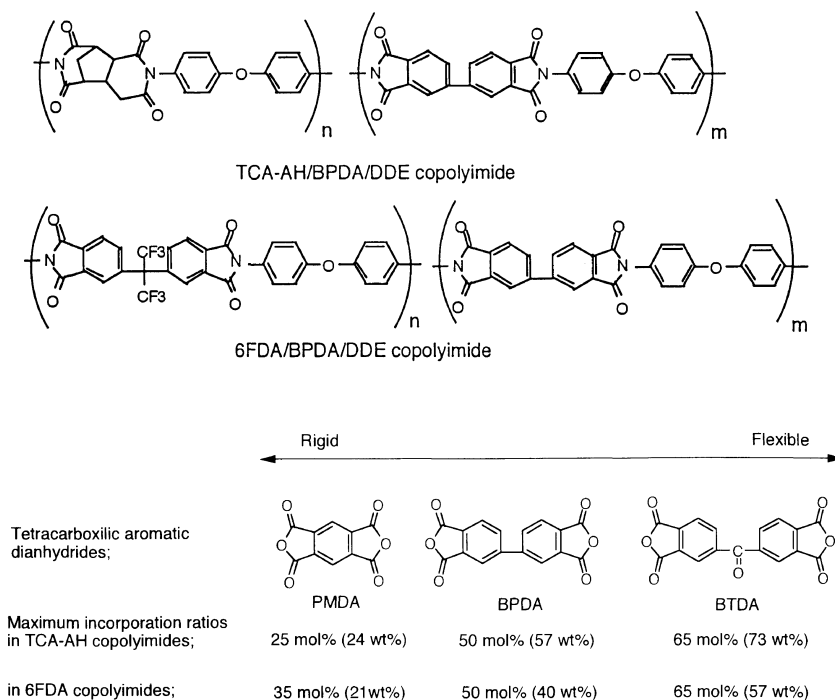 O O O O
N N O N N O
O O O O
n m
TCA-AH/BPDA/DDE copolyimide
O CF3 O O O
N N O N N O
O CF3 O O O
n m
6FDA/BPDA/DDE copolyimide
Rigid Flexible
O O O O O O
Tetracarboxilic aromatic
dianhydrides;
O O O O O C O
O O O O O O O
PMDA BPDA BTDA
Maximum incorporation ratios
in TCA-AH copolyimides; 25 mol% (24 wt%) 50 mol% (57 wt%) 65 mol% (73 wt%)
in 6FDA copolyimides; 35 mol% (21wt%) 50 mol% (40 wt%) 65 mol% (57 wt%)